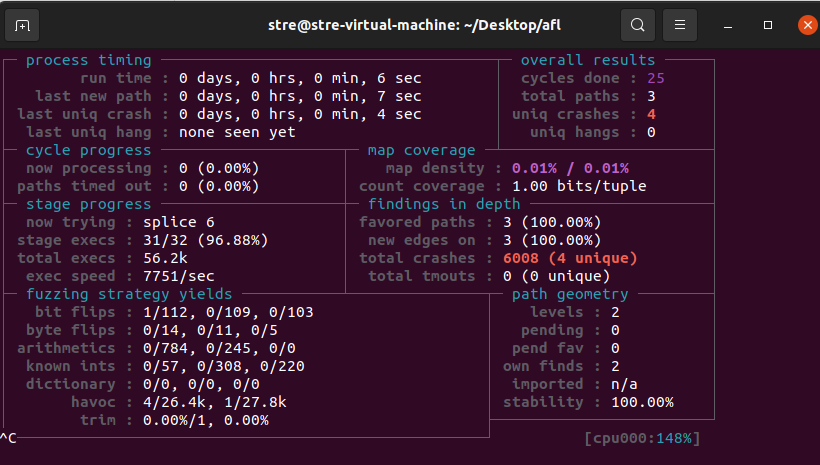 stre@stre-virtual-machine: ~/Desktop/afl
process timing overall results
run time : 0 days, 0 hrs, 0 min, 6 sec cycles done : 25
last new path : 0 days, 0 hrs, 0 min, 7 sec total paths : 3
last uniq crash : 0 days, 0 hrs, 0 min, 4 sec uniq crashes : 4
last uniq hang : none seen yet uniq hangs : 0
cycle progress map coverage
now processing : 0 (0.00%) map density : 0.01% / 0.01%
paths timed out : 0 (0.00%) count coverage : 1.00 bits/tuple
stage progress findings in depth
now trying : splice 6 favored paths : 3 (100.00%)
stage execs : 31/32 (96.88%) new edges on : 3 (100.00%)
total execs : 56.2k total crashes : 6008 (4 unique)
exec speed : 7751/sec total tmouts : 0 (0 unique)
fuzzing strategy yields path geometry
bit flips : 1/112, 0/109, 0/103 levels : 2
byte flips : 0/14, 0/11, 0/5 pending : 0
arithmetics : 0/784, 0/245, 0/0 pend fav : 0
known ints : 0/57, 0/308, 0/220 own finds : 2
dictionary : 0/0, 0/0, 0/0 imported : n/a
havoc : 4/26.4k, 1/27.8k stability : 100.00%
trim : 0.00%/1, 0.00%
^C [cpu000:148%]